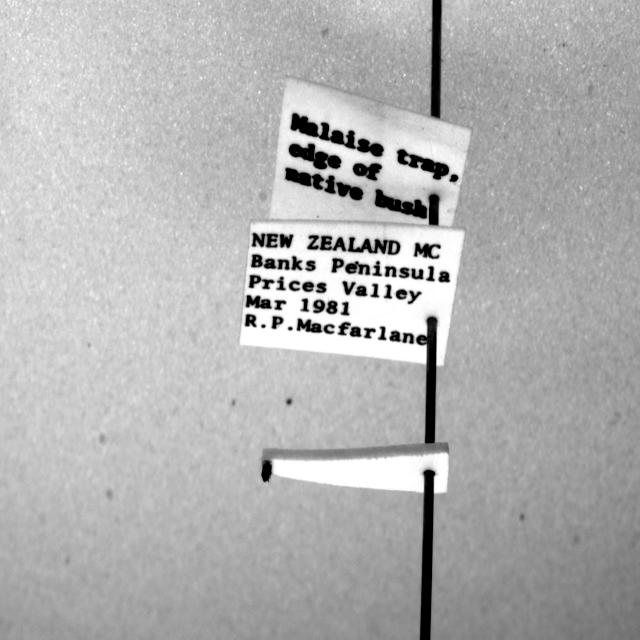 Malaise trap,
edge of
native bush
NEW ZEALAND MC
Banks Peninsula
Prices Valley
Mar 1981
R.P.Macfarlane